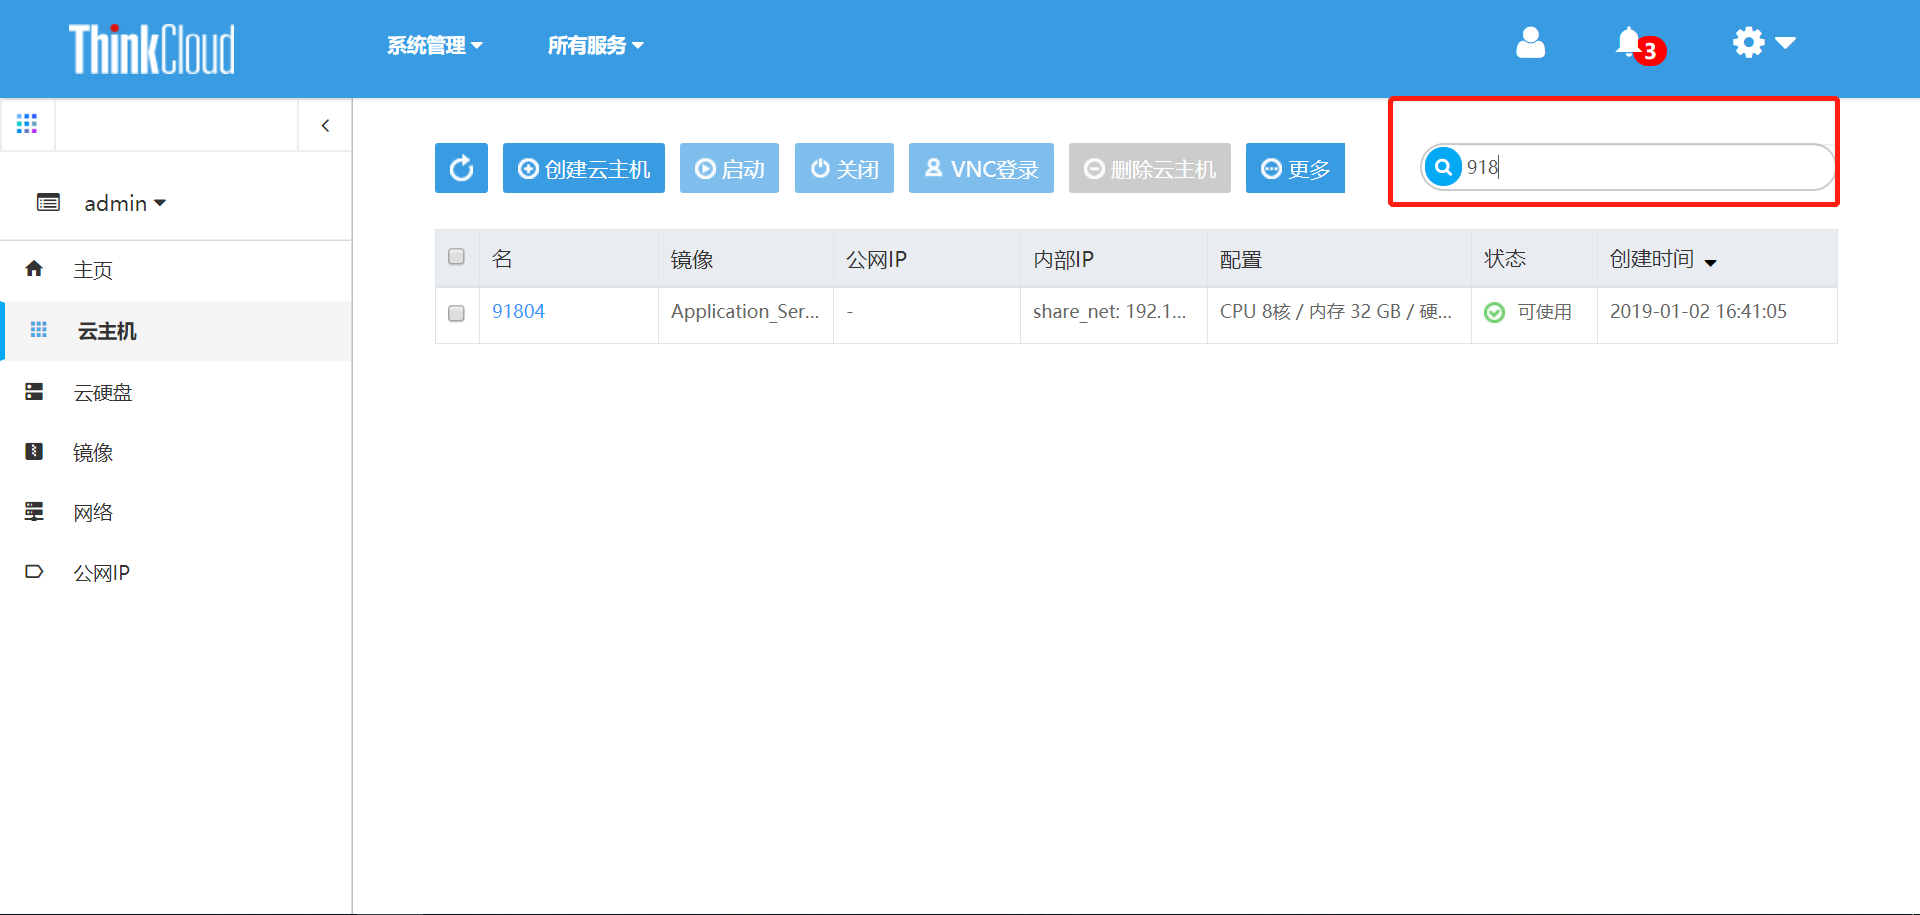 ThinkCloud
系统管理
所有服务
3
admin
主页
云主机
云硬盘
镜像
网络
公网IP
创建云主机
启动
关闭
VNC登录
删除云主机
更多
918
名 镜像 公网IP 内部IP 配置 状态 创建时间
91804 Application_Ser... - share_net: 192.1... CPU 8核 / 内存 32 GB / 硬... 可使用 2019-01-02 16:41:05